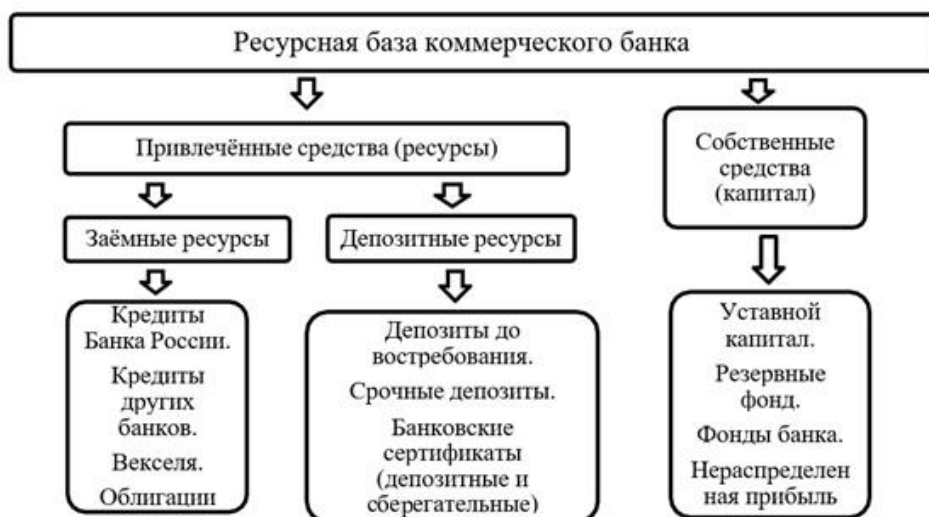 Ресурсная база коммерческого банка
Привлечённые средства (ресурсы)
Собственные
средства
(капитал)
Заёмные ресурсы
Депозитные ресурсы
Кредиты
Банка России.
Кредиты
других
банков.
Векселя.
Облигации
Депозиты до
востребования.
Срочные депозиты.
Банковские
сертификаты
(депозитные и
сберегательные)
Уставной
капитал.
Резервные
фонд.
Фонды банка.
Нераспределен
ная прибыль